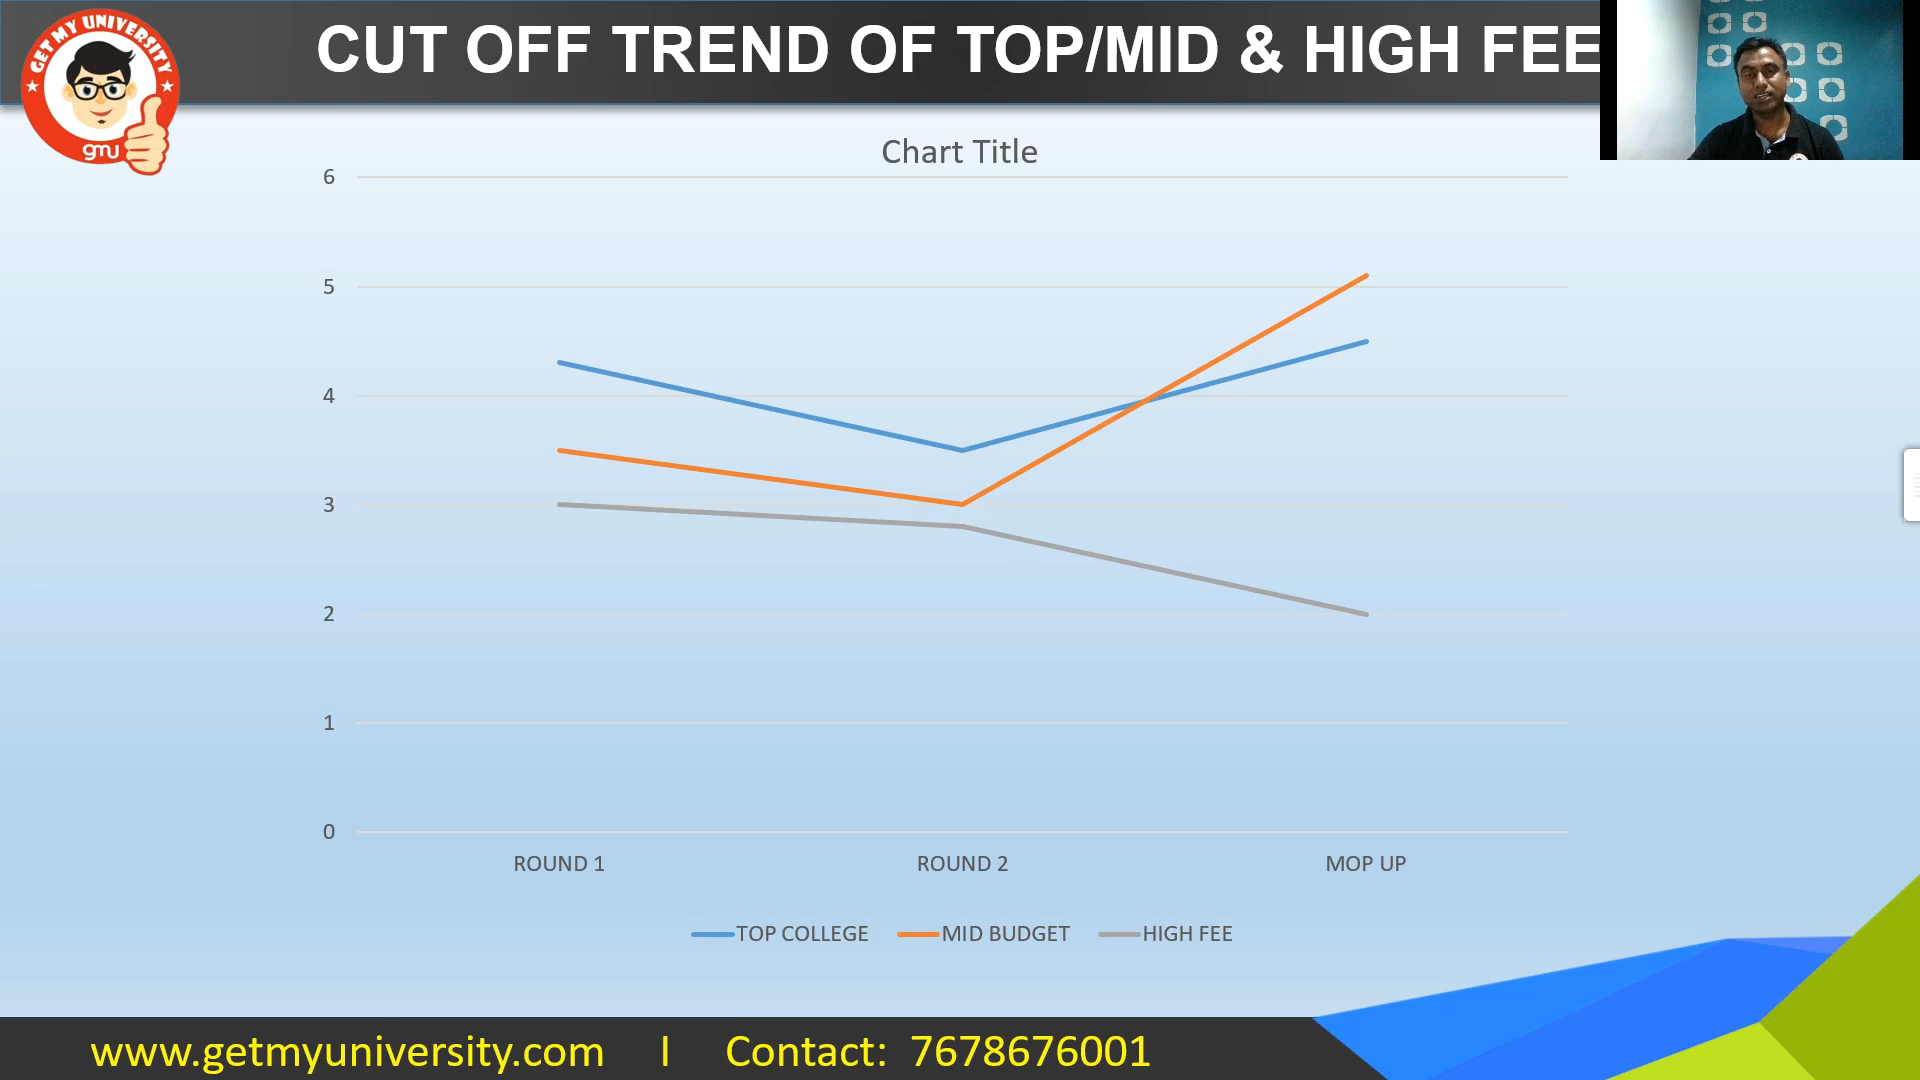 CUT OFF TREND OF TOP/MID & HIGH FEE
GET MY UNIVERSITY
gmu
Chart Title
6
5
4
3
2
1
0
ROUND 1 ROUND 2 MOP UP
TOP COLLEGE MID BUDGET HIGH FEE
www.getmyuniversity.com | Contact: 7678676001